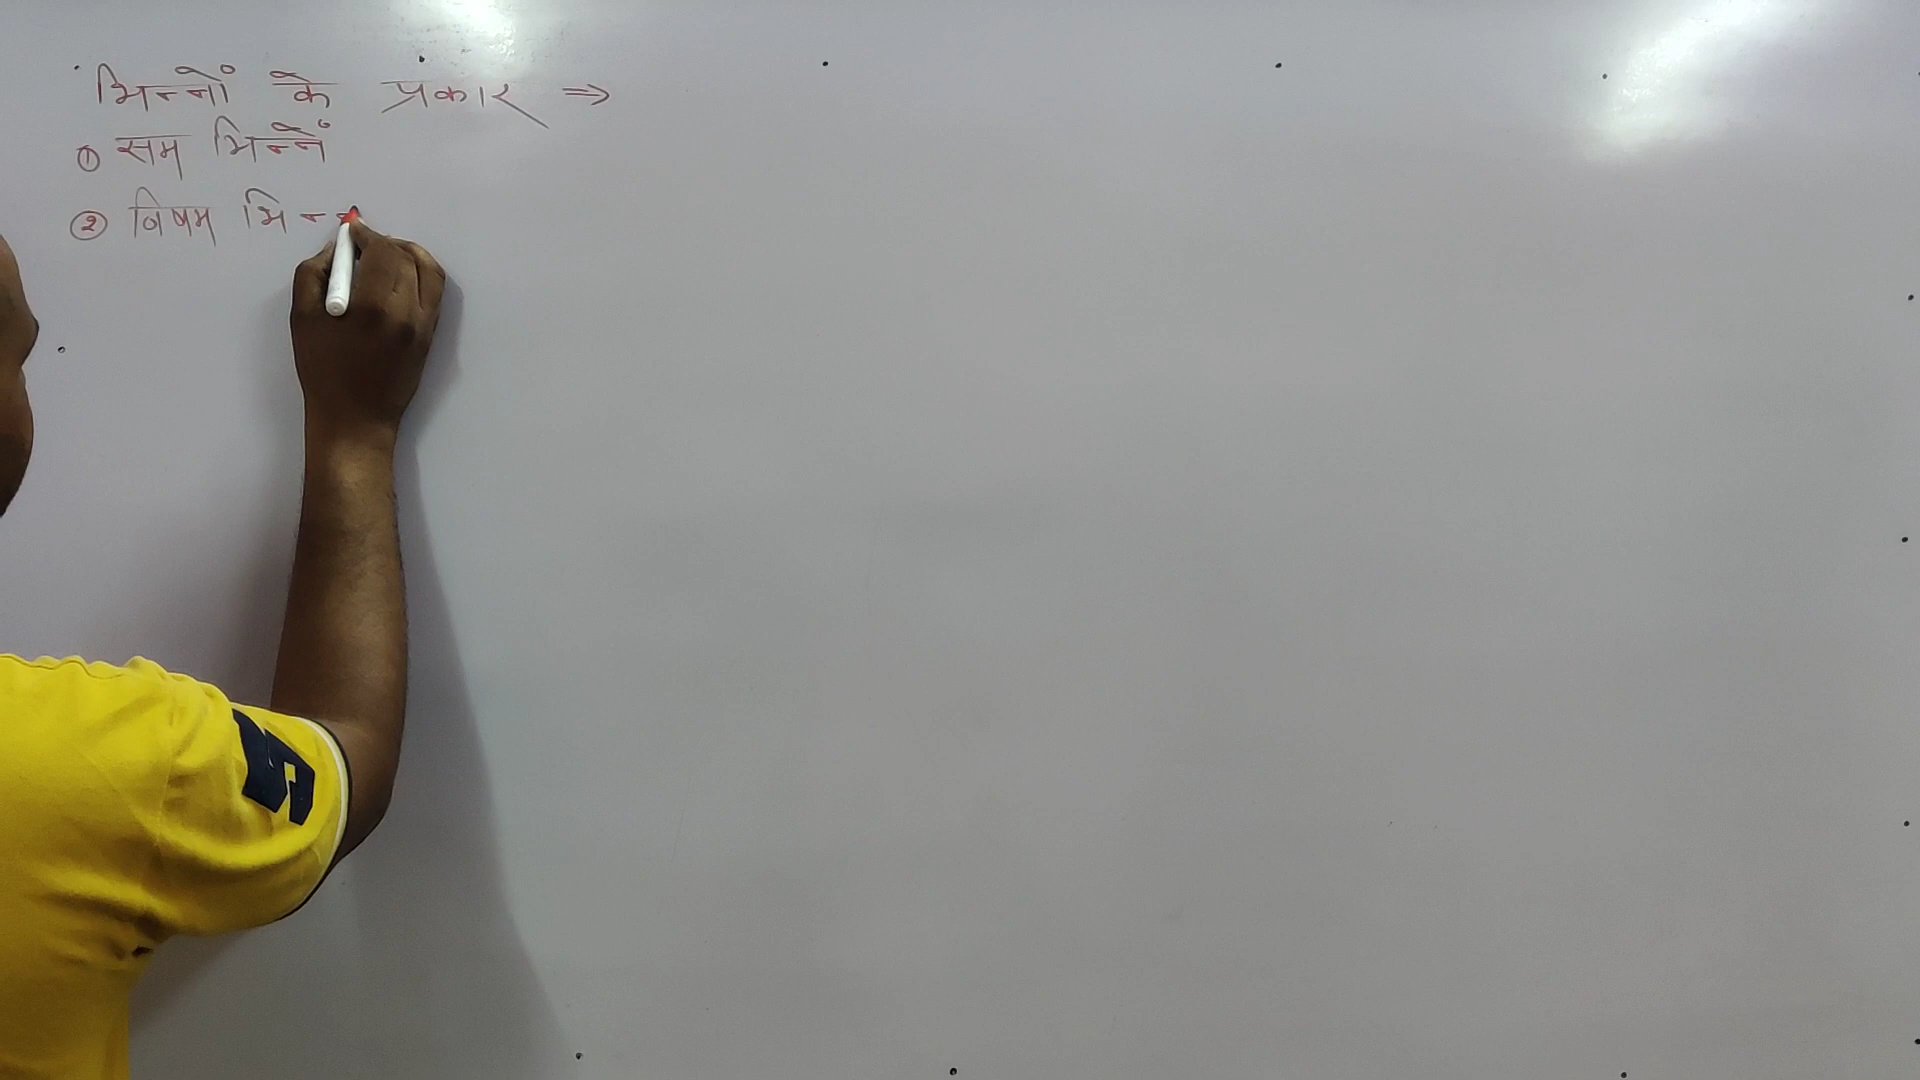 भिन्नों के प्रकार ⇒
① सम भिन्नें
② विषम भिन्